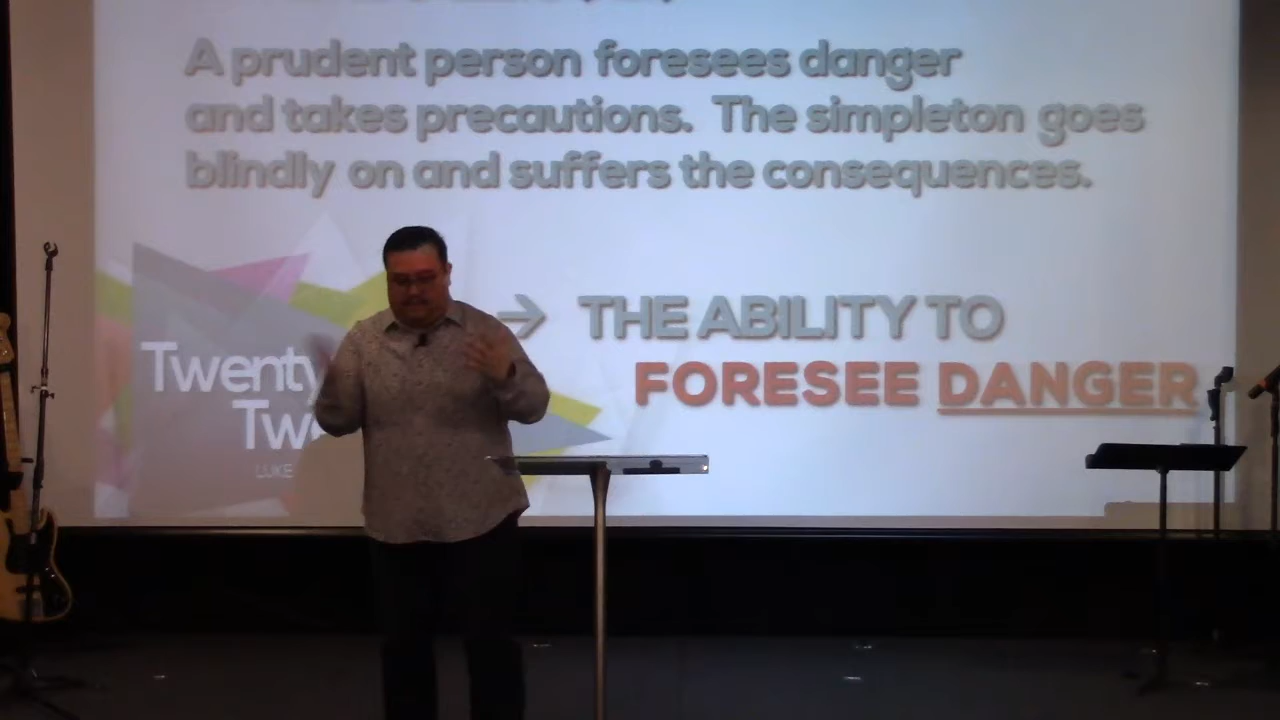 A prudent person foresees danger
and takes precautions. The simpleton goes
blindly on and suffers the consequences.
→ THE ABILITY TO
FORESEE DANGER
Twenty
LUKE